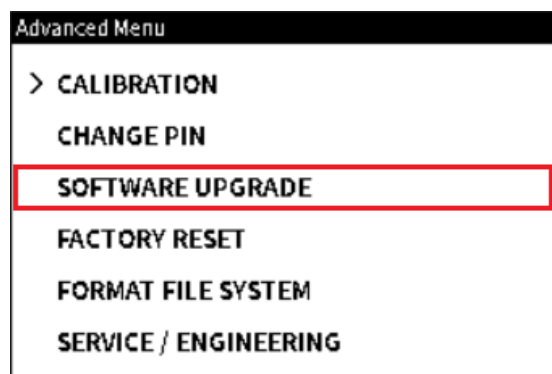 Advanced Menu
> CALIBRATION
CHANGE PIN
SOFTWARE UPGRADE
FACTORY RESET
FORMAT FILE SYSTEM
SERVICE / ENGINEERING